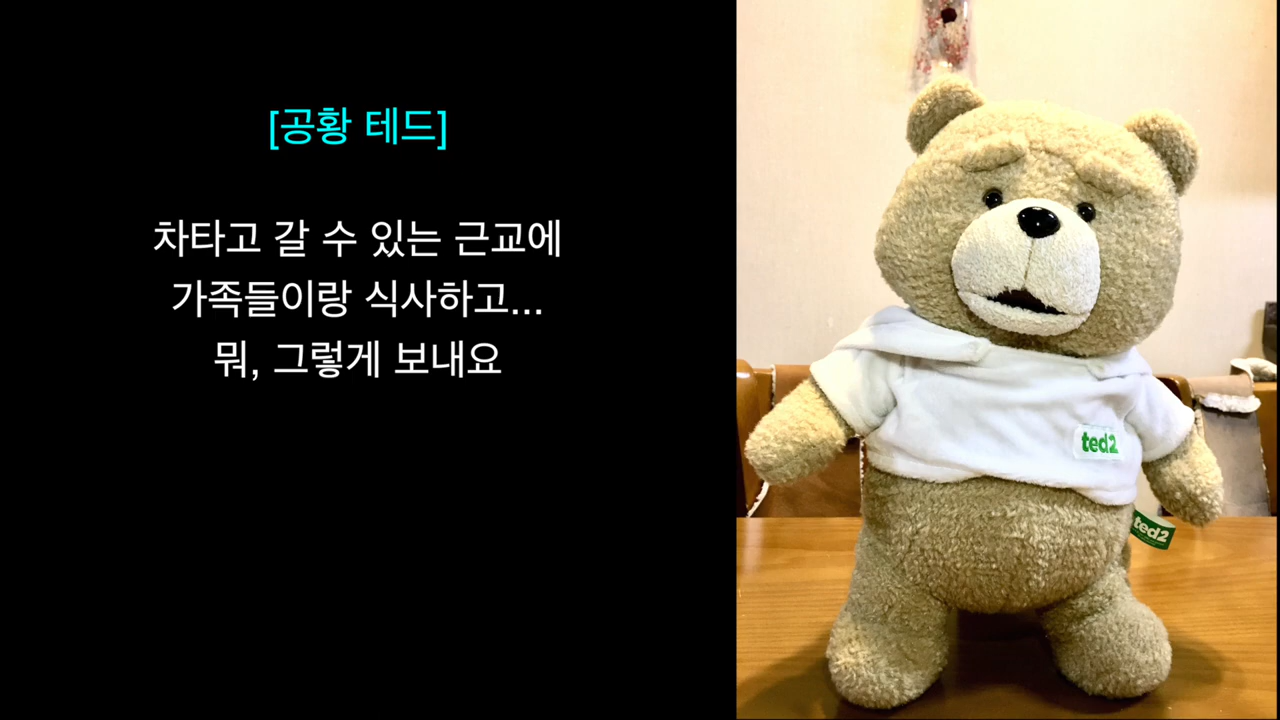 [공황 테드]
차타고 갈 수 있는 근교에
가족들이랑 식사하고...
뭐, 그렇게 보내요
ted2
ted2